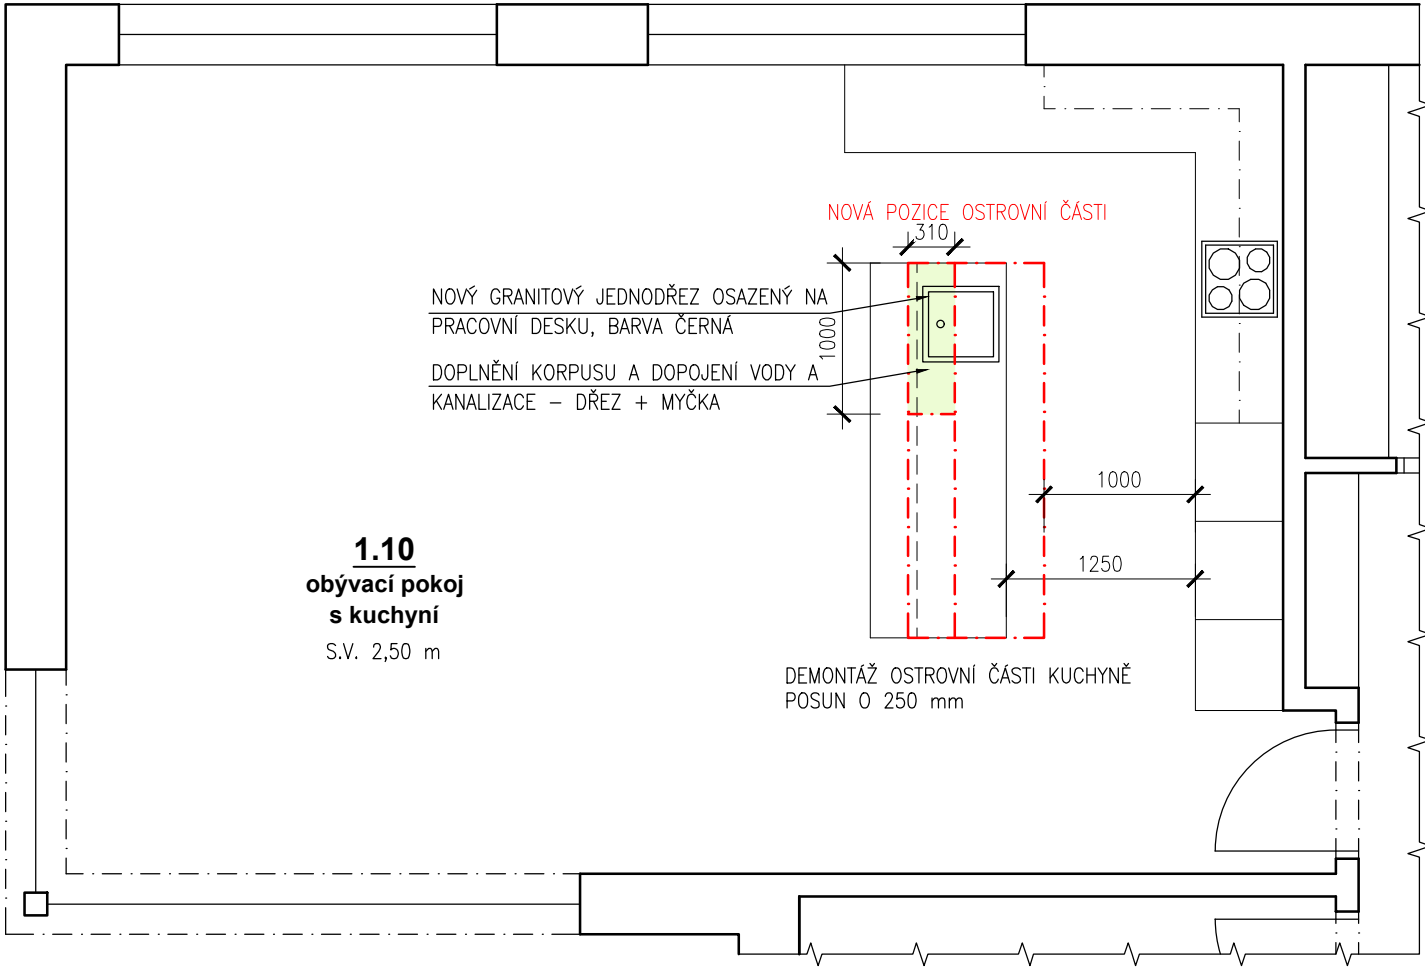 NOVÁ POZICE OSTROVNÍ ČÁSTI
310
NOVÝ GRANITOVÝ JEDNODŘEZ OSAZENÝ NA
PRACOVNÍ DESKU, BARVA ČERNÁ
1000
DOPLNĚNÍ KORPUSU A DOPOJENÍ VODY A
KANALIZACE – DŘEZ + MYČKA
1000
1.10
obývací pokoj
s kuchyní
S.V. 2,50 m
1250
DEMONTÁŽ OSTROVNÍ ČÁSTI KUCHYNĚ
POSUN O 250 mm